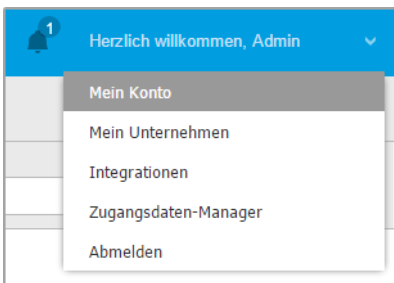 1
Herzlich willkommen, Admin
Mein Konto
Mein Unternehmen
Integrationen
Zugangsdaten-Manager
Abmelden